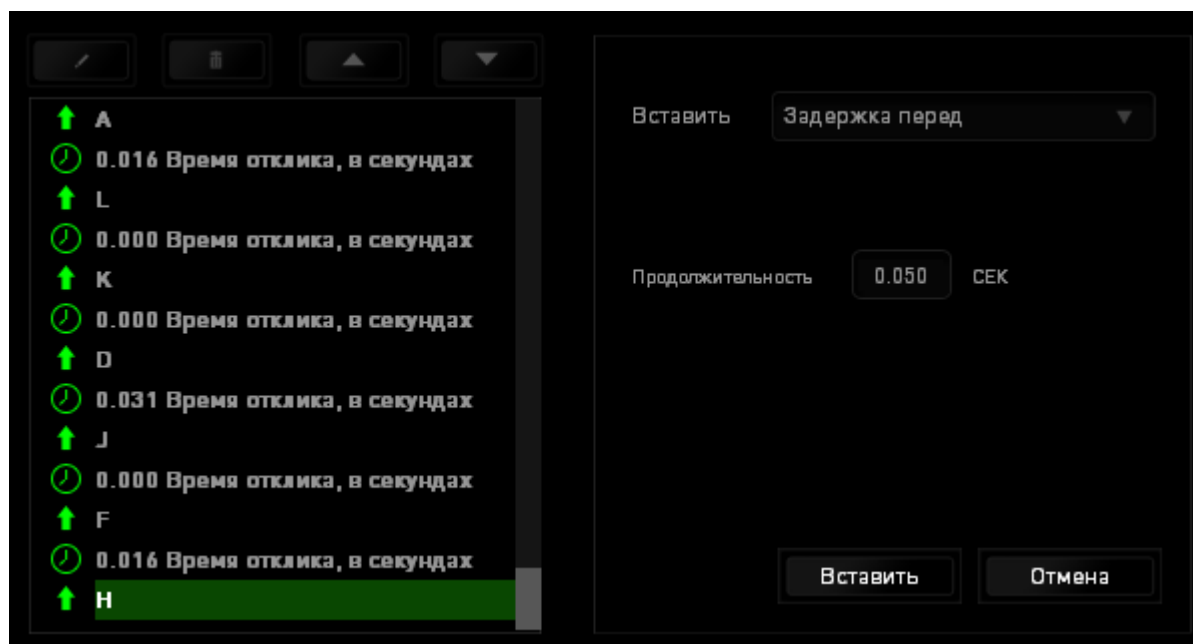 A
0.016 Время отклика, в секундах
L
0.000 Время отклика, в секундах
K
0.000 Время отклика, в секундах
D
0.031 Время отклика, в секундах
J
0.000 Время отклика, в секундах
F
0.016 Время отклика, в секундах
H
Вставить Задержка перед
Продолжительность 0.050 СЕК
Вставить Отмена